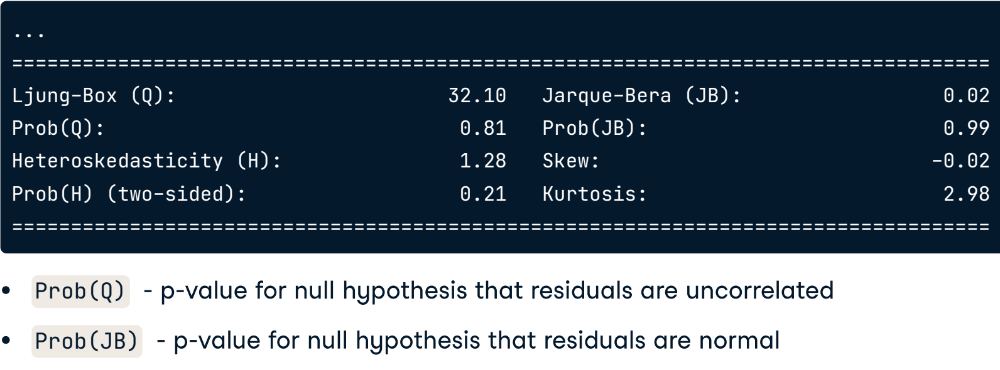 ...
===================================================================================
Ljung-Box (Q): 32.10 Jarque-Bera (JB): 0.02
Prob(Q): 0.81 Prob(JB): 0.99
Heteroskedasticity (H): 1.28 Skew: -0.02
Prob(H) (two-sided): 0.21 Kurtosis: 2.98
===================================================================================
• Prob(Q) - p-value for null hypothesis that residuals are uncorrelated
• Prob(JB) - p-value for null hypothesis that residuals are normal